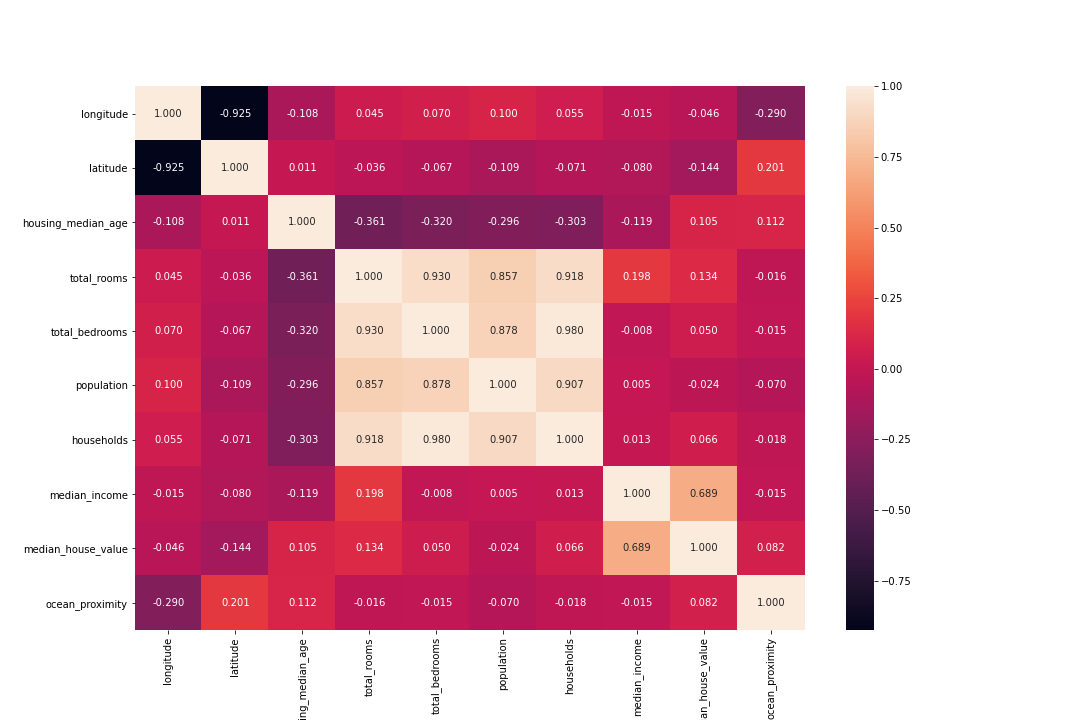 longitude 1.000 -0.925 -0.108 0.045 0.070 0.100 0.055 -0.015 -0.046 -0.290
latitude -0.925 1.000 0.011 -0.036 -0.067 -0.109 -0.071 -0.080 -0.144 0.201
housing_median_age -0.108 0.011 1.000 -0.361 -0.320 -0.296 -0.303 -0.119 0.105 0.112
total_rooms 0.045 -0.036 -0.361 1.000 0.930 0.857 0.918 0.198 0.134 -0.016
total_bedrooms 0.070 -0.067 -0.320 0.930 1.000 0.878 0.980 -0.008 0.050 -0.015
population 0.100 -0.109 -0.296 0.857 0.878 1.000 0.907 0.005 -0.024 -0.070
households 0.055 -0.071 -0.303 0.918 0.980 0.907 1.000 0.013 0.066 -0.018
median_income -0.015 -0.080 -0.119 0.198 -0.008 0.005 0.013 1.000 0.689 -0.015
median_house_value -0.046 -0.144 0.105 0.134 0.050 -0.024 0.066 0.689 1.000 0.082
ocean_proximity -0.290 0.201 0.112 -0.016 -0.015 -0.070 -0.018 -0.015 0.082 1.000
longitude
latitude
ing_median_age
total_rooms
total_bedrooms
population
households
median_income
an_house_value
ocean_proximity
1.00
0.75
0.50
0.25
0.00
−0.25
−0.50
−0.75